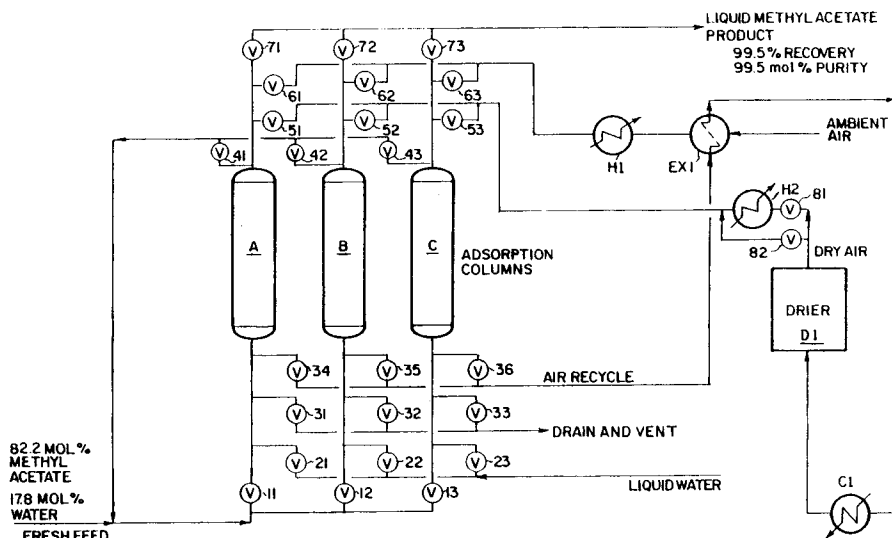 71
72
73
LIQUID METHYL ACETATE
PRODUCT
99.5% RECOVERY
99.5 mol% PURITY
V
V
V
V
61
V
62
V
63
V
51
V
52
V
53
AMBIENT
AIR
41
V
V
42
V
43
H1
EX1
H2
V
81
V
82
DRY AIR
A
B
C
ADSORPTION
COLUMNS
DRIER
D1
V
34
V
35
V
36
AIR RECYCLE
V
31
V
32
V
33
DRAIN AND VENT
82.2 MOL.%
METHYL
ACETATE
V
21
V
22
V
23
LIQUID WATER
17.8 MOL%
WATER
V
11
V
12
V
13
C1
FRESH FEED